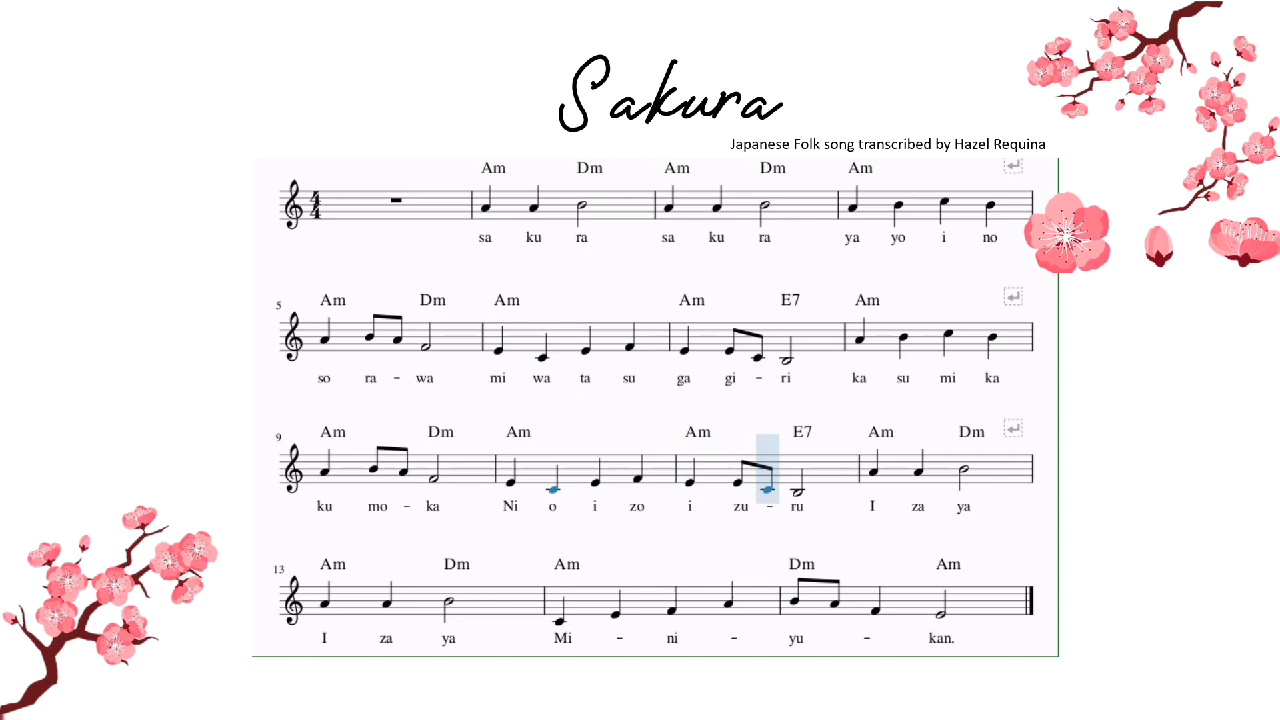 Sakura
Japanese Folk song transcribed by Hazel Requina
Am Dm Am Dm Am
4
4
sa ku ra sa ku ra ya yo i no
5 Am Dm Am Am E7 Am
so ra - wa mi wa ta su ga gi - ri ka su mi ka
9 Am Dm Am Am E7 Am Dm
ku mo - ka Ni o i zo i zu - ru I za ya
13 Am Dm Am Dm Am
I za ya Mi - ni - yu - kan.